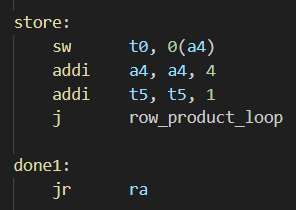 store:
    sw      t0, 0(a4)
    addi    a4, a4, 4
    addi    t5, t5, 1
    j       row_product_loop
done1:
    jr      ra